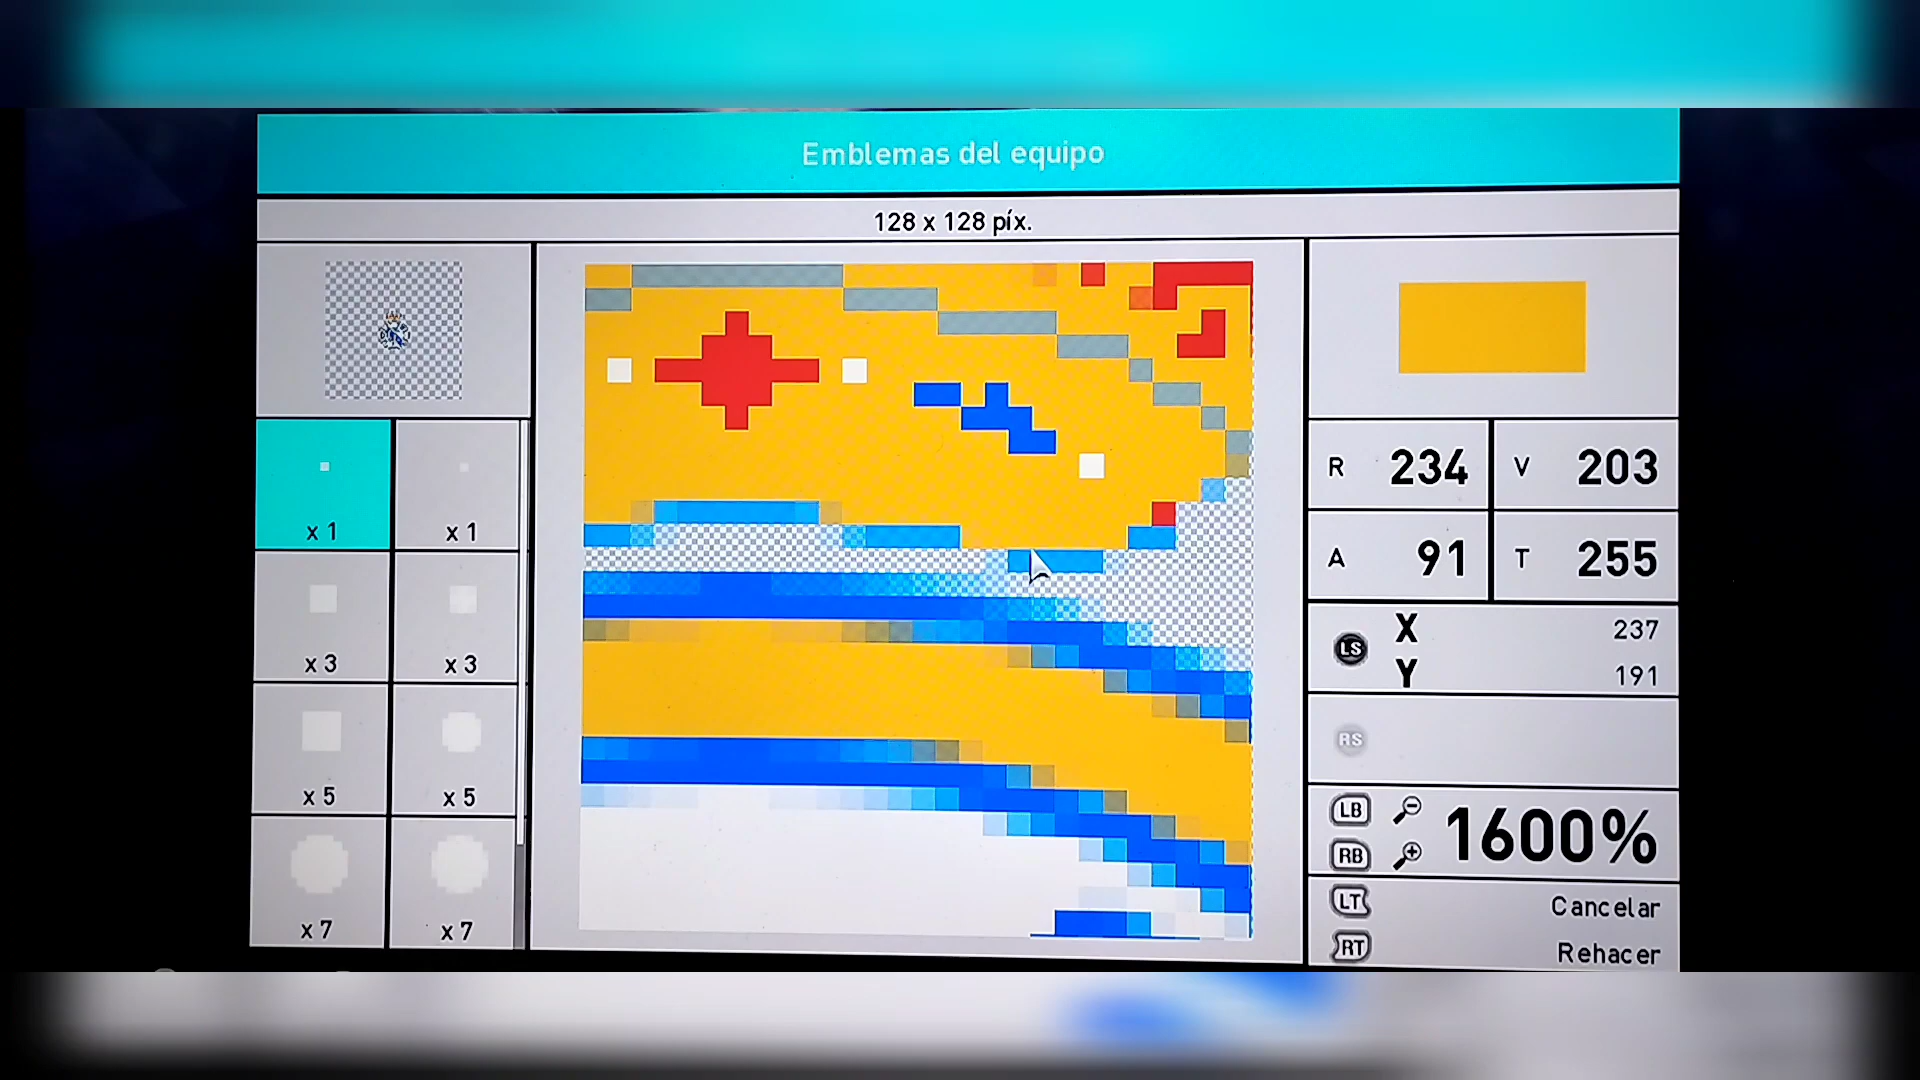 Emblemas del equipo
128 x 128 píx.
x 1
x 1
x 3
x 3
x 5
x 5
x 7
x 7
R 234
V 203
A 91
T 255
LS X 237
Y 191
RS
LB
RB
1600%
LT Cancelar
RT Rehacer